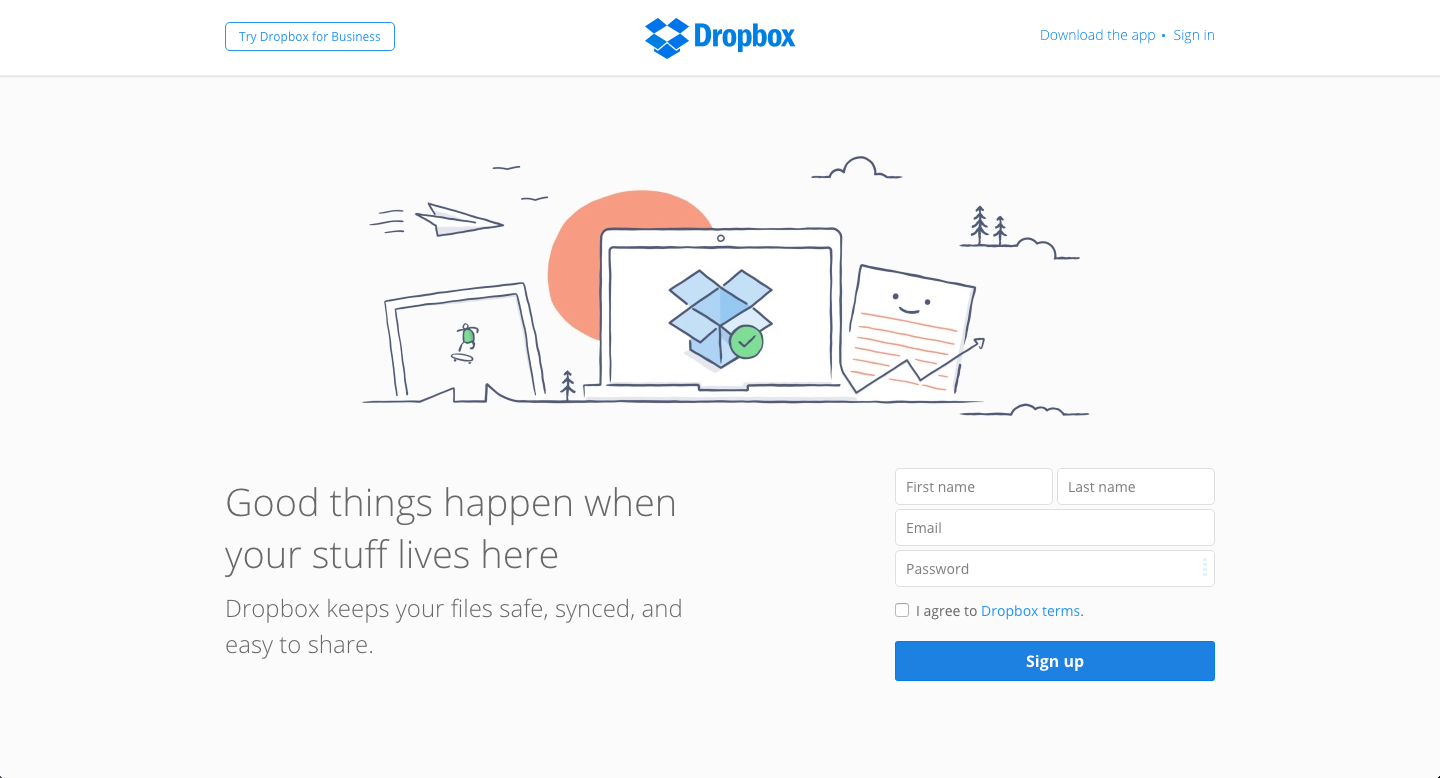 Try Dropbox for Business
Dropbox
Download the app • Sign in
Good things happen when
your stuff lives here
Dropbox keeps your files safe, synced, and
easy to share.
First name
Last name
Email
Password
I agree to Dropbox terms.
Sign up